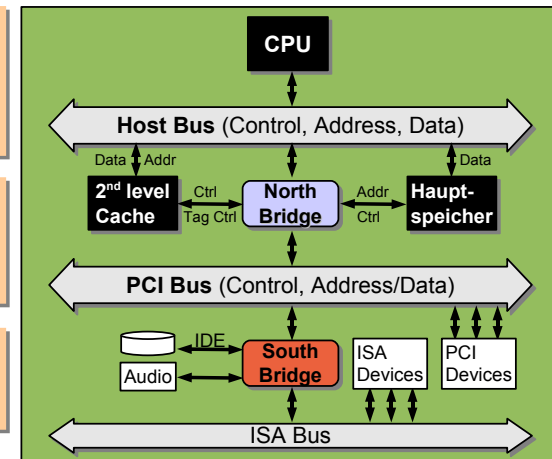 CPU
Host Bus (Control, Address, Data)
Data Addr
Data
2nd level
Cache
Ctrl
Tag Ctrl
North
Bridge
Addr
Ctrl
Haupt-
speicher
PCI Bus (Control, Address/Data)
IDE
Audio
South
Bridge
ISA
Devices
PCI
Devices
ISA Bus